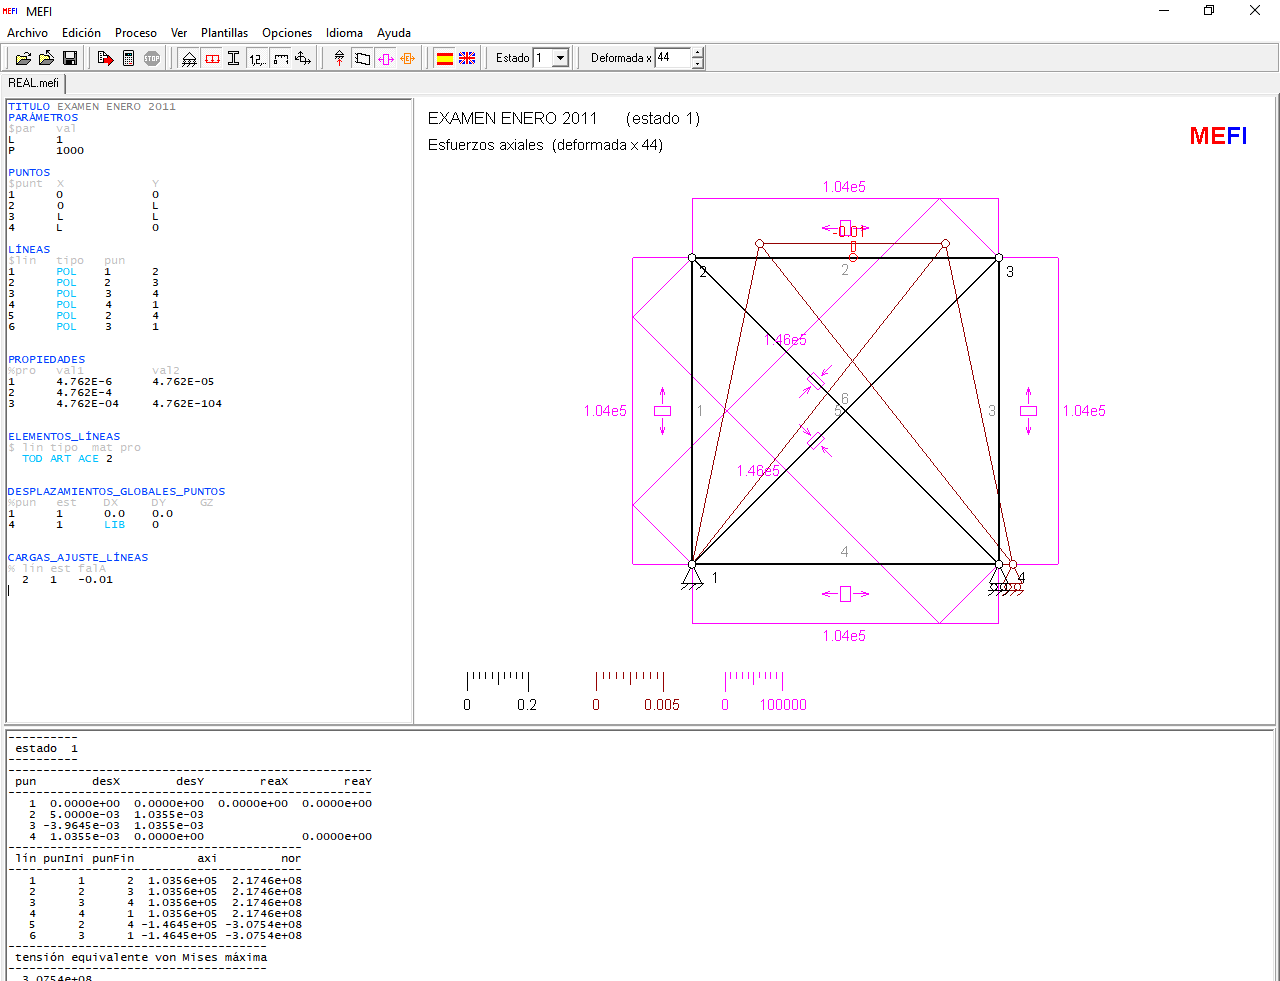 MEFI MEFI
Archivo Edición Proceso Ver Plantillas Opciones Idioma Ayuda
STOP 1,2,.. Estado 1 Deformada x 44
REAL.mefi
TITULO EXAMEN ENERO 2011
PARÁMETROS
$par val
L 1
P 1000
PUNTOS
$punt X Y
1 0 0
2 0 L
3 L L
4 L 0
LÍNEAS
$lin tipo pun
1 POL 1 2
2 POL 2 3
3 POL 3 4
4 POL 4 1
5 POL 2 4
6 POL 3 1
PROPIEDADES
%pro val1 val2
1 4.762E-6 4.762E-05
2 4.762E-4
3 4.762E-04 4.762E-104
ELEMENTOS_LÍNEAS
$ lin tipo mat pro
TOD ART ACE 2
DESPLAZAMIENTOS_GLOBALES_PUNTOS
%pun est DX DY GZ
1 1 0.0 0.0
4 1 LIB 0
CARGAS_AJUSTE_LÍNEAS
% lin est falA
2 1 -0.01
EXAMEN ENERO 2011 (estado 1)
Esfuerzos axiales (deformada x 44)
MEFI
1.04e5
-0.01
2 2 3
1.46e5
1.04e5 1 6 3 1.04e5
5
1.46e5
4
1 4
1.04e5
0 0.2 0 0.005 0 100000
----------
estado 1
----------
----------------------------------------------------
pun desX desY reaX reaY
----------------------------------------------------
1 0.0000e+00 0.0000e+00 0.0000e+00 0.0000e+00
2 5.0000e-03 1.0355e-03
3 -3.9645e-03 1.0355e-03
4 1.0355e-03 0.0000e+00 0.0000e+00
------------------------------------------
lín punIni punFin axi nor
------------------------------------------
1 1 2 1.0356e+05 2.1746e+08
2 2 3 1.0356e+05 2.1746e+08
3 3 4 1.0356e+05 2.1746e+08
4 4 1 1.0356e+05 2.1746e+08
5 2 4 -1.4645e+05 -3.0754e+08
6 3 1 -1.4645e+05 -3.0754e+08
-------------------------------------
tensión equivalente von Mises máxima
-------------------------------------
3.0754e+08